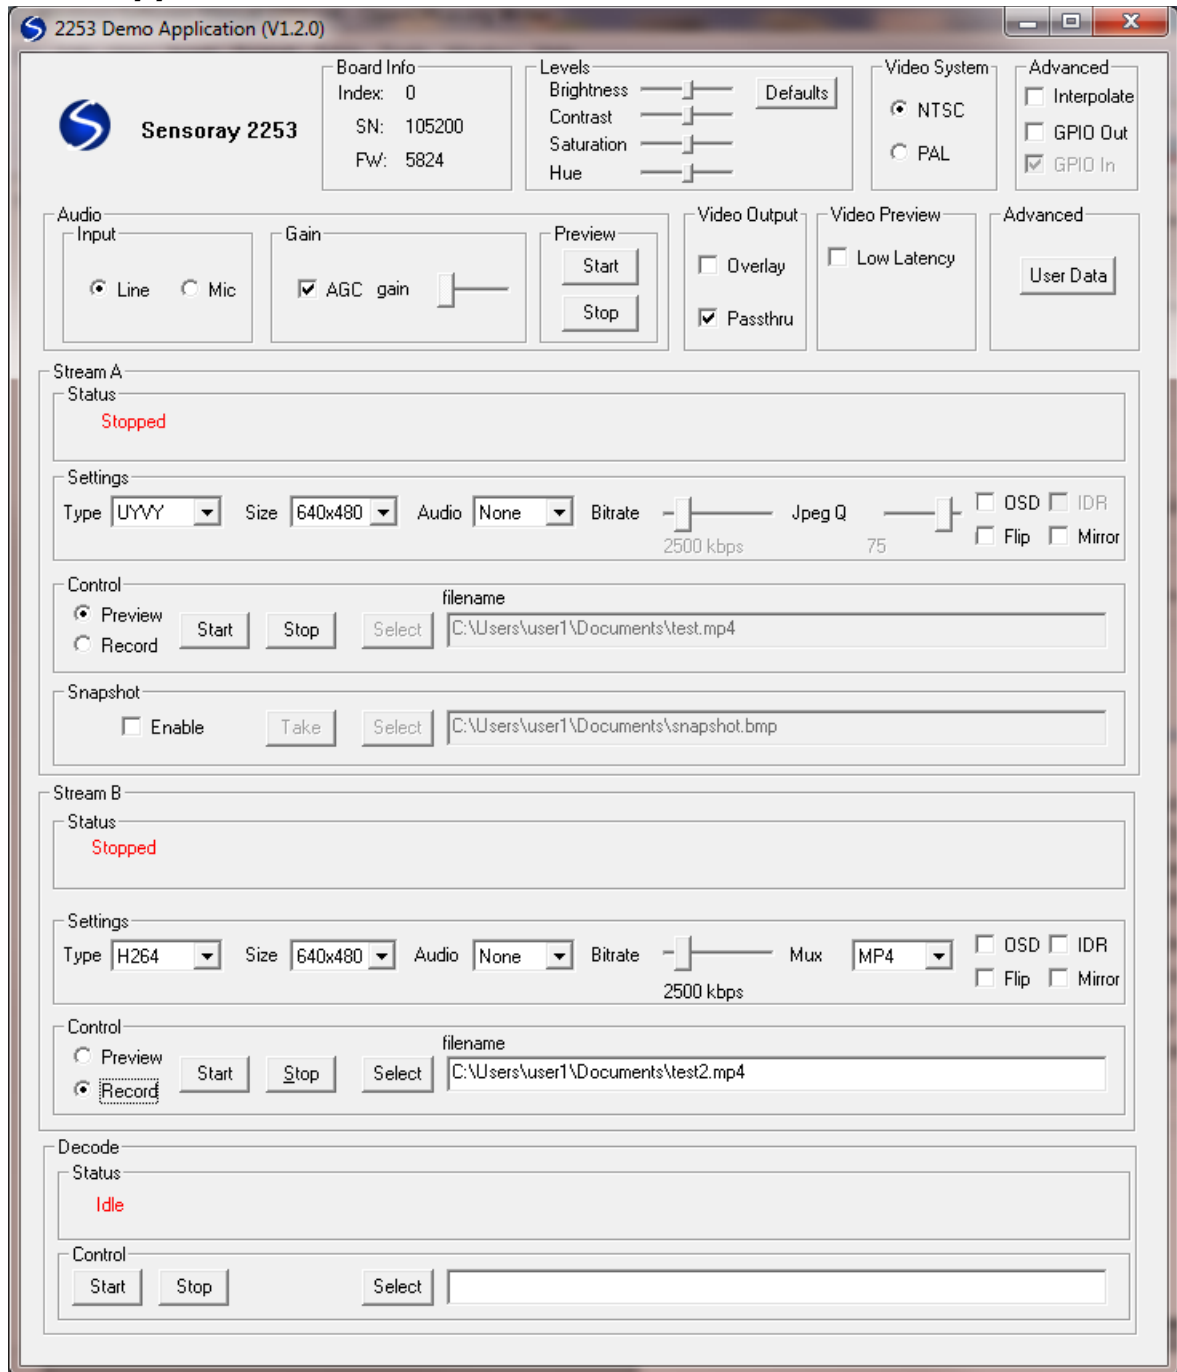 2253 Demo Application (V1.2.0)
Sensoray 2253
Board Info
Index: 0
SN: 105200
FW: 5824
Levels
Brightness
Contrast
Saturation
Hue
Defaults
Video System
NTSC
PAL
Advanced
Interpolate
GPIO Out
GPIO In
Audio
Input
Line Mic
Gain
AGC gain
Preview
Start
Stop
Video Output
Overlay
Passthru
Video Preview
Low Latency
Advanced
User Data
Stream A
Status
Stopped
Settings
Type UYVY Size 640x480 Audio None Bitrate Jpeg Q OSD IDR
2500 kbps 75 Flip Mirror
Control
filename
Preview
Record
Start Stop Select C:\Users\user1\Documents\test.mp4
Snapshot
Enable Take Select C:\Users\user1\Documents\snapshot.bmp
Stream B
Status
Stopped
Settings
Type H264 Size 640x480 Audio None Bitrate Mux MP4 OSD IDR
2500 kbps Flip Mirror
Control
filename
Preview
Record
Start Stop Select C:\Users\user1\Documents\test2.mp4
Decode
Status
Idle
Control
Start Stop Select